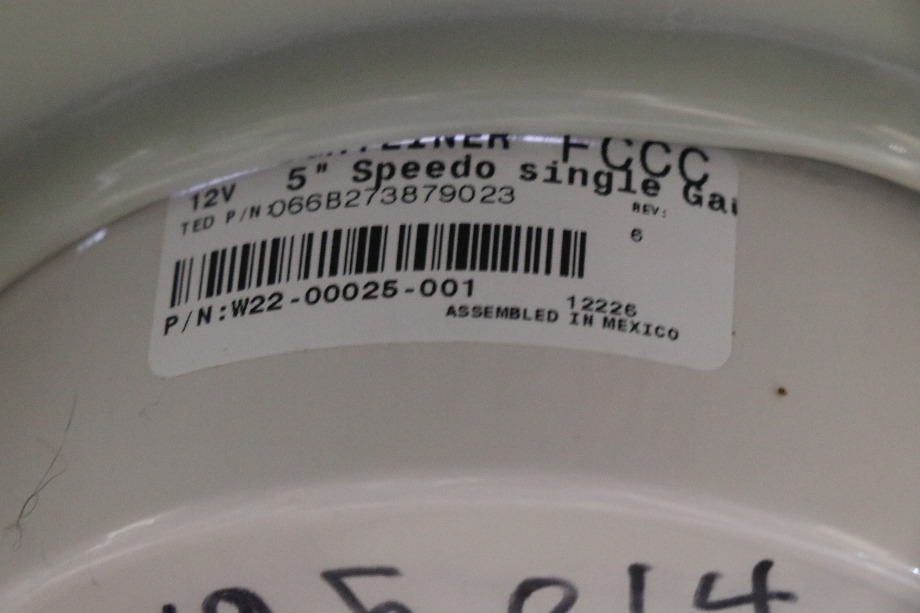 FCCC
12V 5" Speedo single
TED P/N:066B273879023
REV:
6
P/N:W22-00025-001
12226
ASSEMBLED IN MEXICO